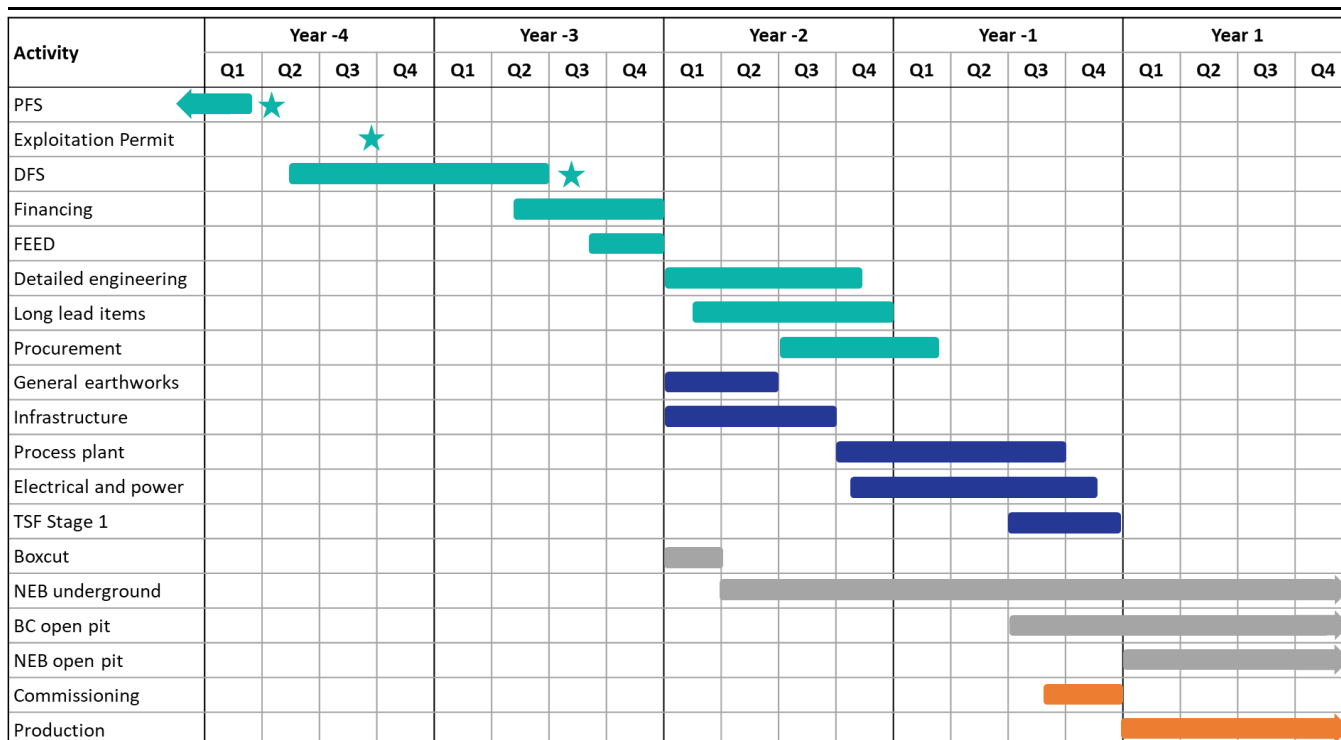 Activity Year -4 Year -3 Year -2 Year -1 Year 1
Q1 Q2 Q3 Q4 Q1 Q2 Q3 Q4 Q1 Q2 Q3 Q4 Q1 Q2 Q3 Q4 Q1 Q2 Q3 Q4
PFS
Exploitation Permit
DFS
Financing
FEED
Detailed engineering
Long lead items
Procurement
General earthworks
Infrastructure
Process plant
Electrical and power
TSF Stage 1
Boxcut
NEB underground
BC open pit
NEB open pit
Commissioning
Production